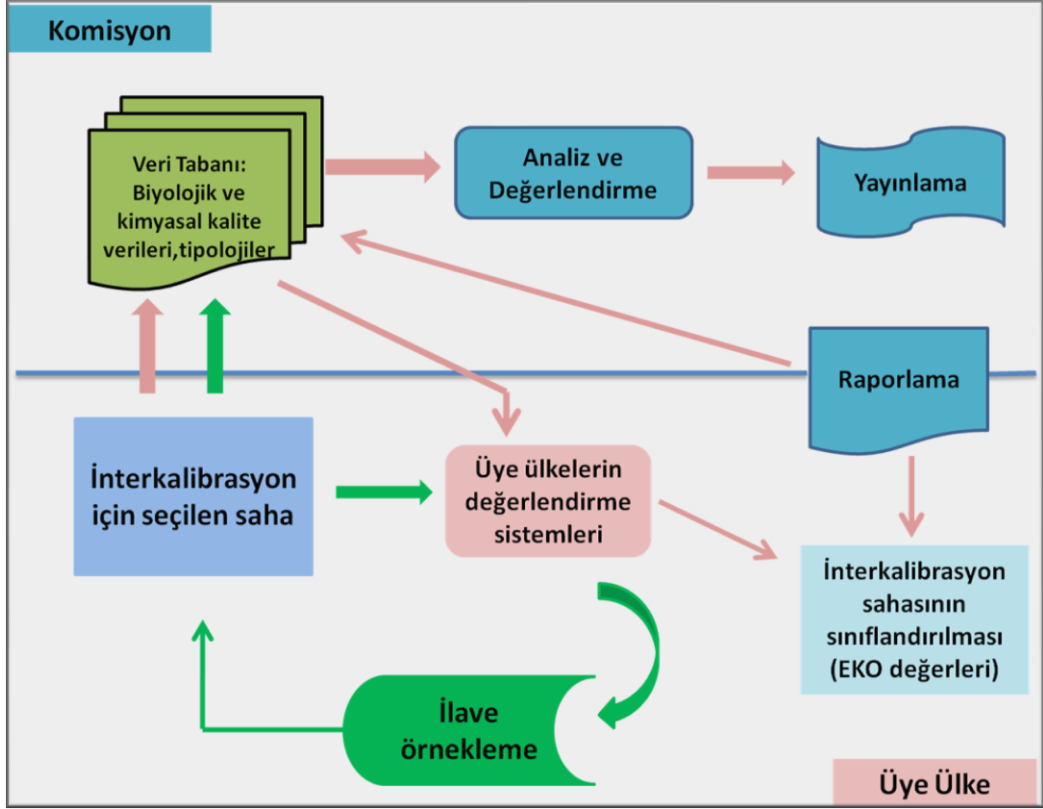 Komisyon
Veri Tabanı:
Biyolojik ve
kimyasal kalite
verileri,tipolojiler
Analiz ve
Değerlendirme
Yayınlama
Raporlama
İnterkalibrasyon
için seçilen saha
Üye ülkelerin
değerlendirme
sistemleri
İnterkalibrasyon
sahasının
sınıflandırılması
(EKO değerleri)
İlave
örnekleme
Üye Ülke